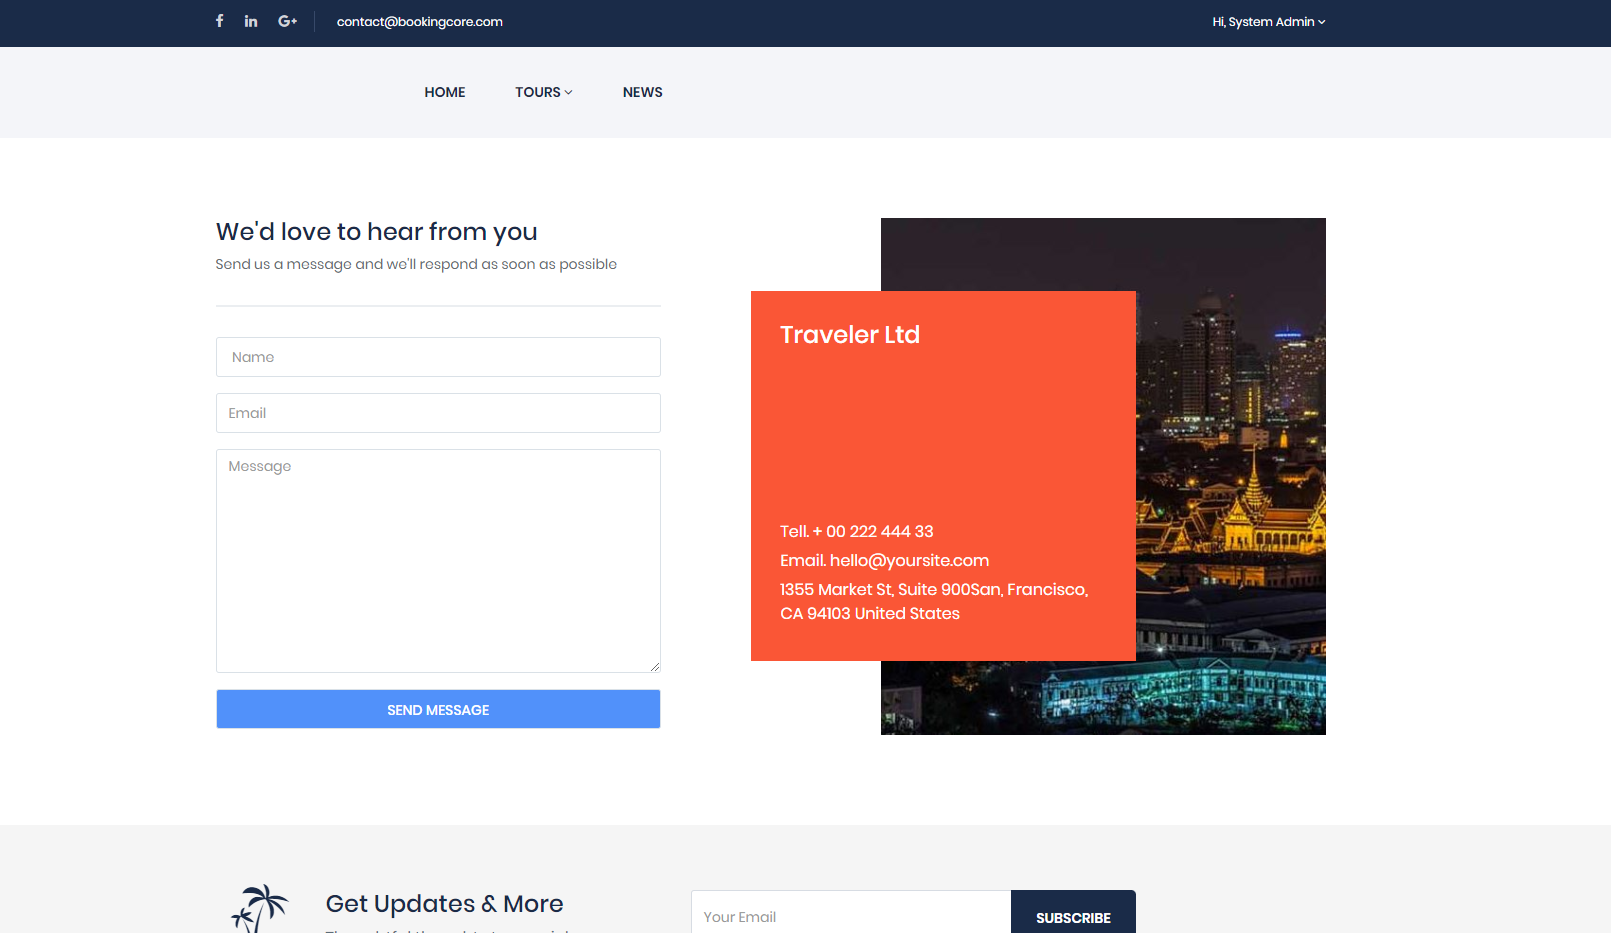 contact@bookingcore.com
Hi, System Admin
HOME
TOURS
NEWS
We'd love to hear from you
Send us a message and we'll respond as soon as possible
Name
Email
Message
SEND MESSAGE
Traveler Ltd
Tell. + 00 222 444 33
Email. hello@yoursite.com
1355 Market St, Suite 900San, Francisco,
CA 94103 United States
Get Updates & More
Your Email
SUBSCRIBE